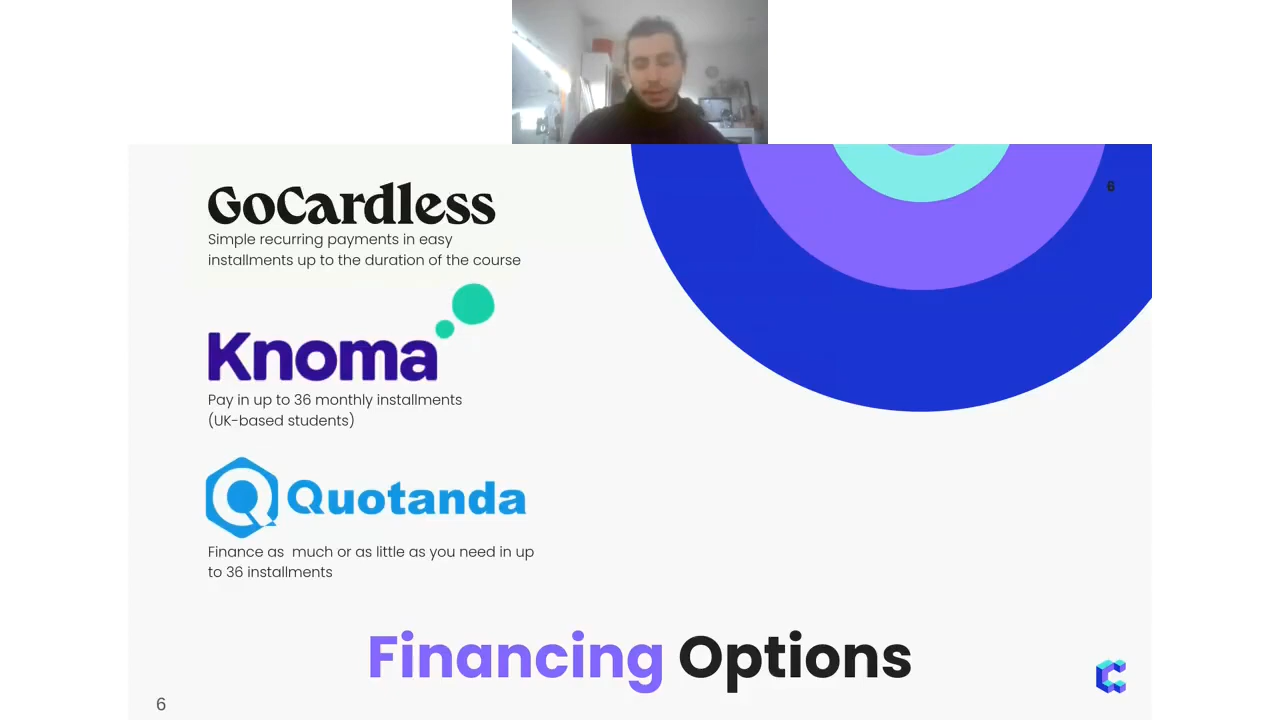 6
GoCardless
Simple recurring payments in easy
installments up to the duration of the course
Knoma
Pay in up to 36 monthly installments
(UK-based students)
Quotanda
Finance as  much or as little as you need in up
to 36 installments
Financing Options
6